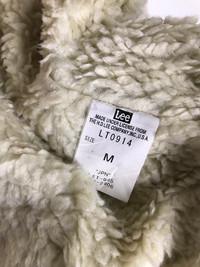 Lee
MADE UNDER LICENSE FROM
THE H.D. LEE COMPANY, INC, U.S.A.
LT0914
SIZE
M